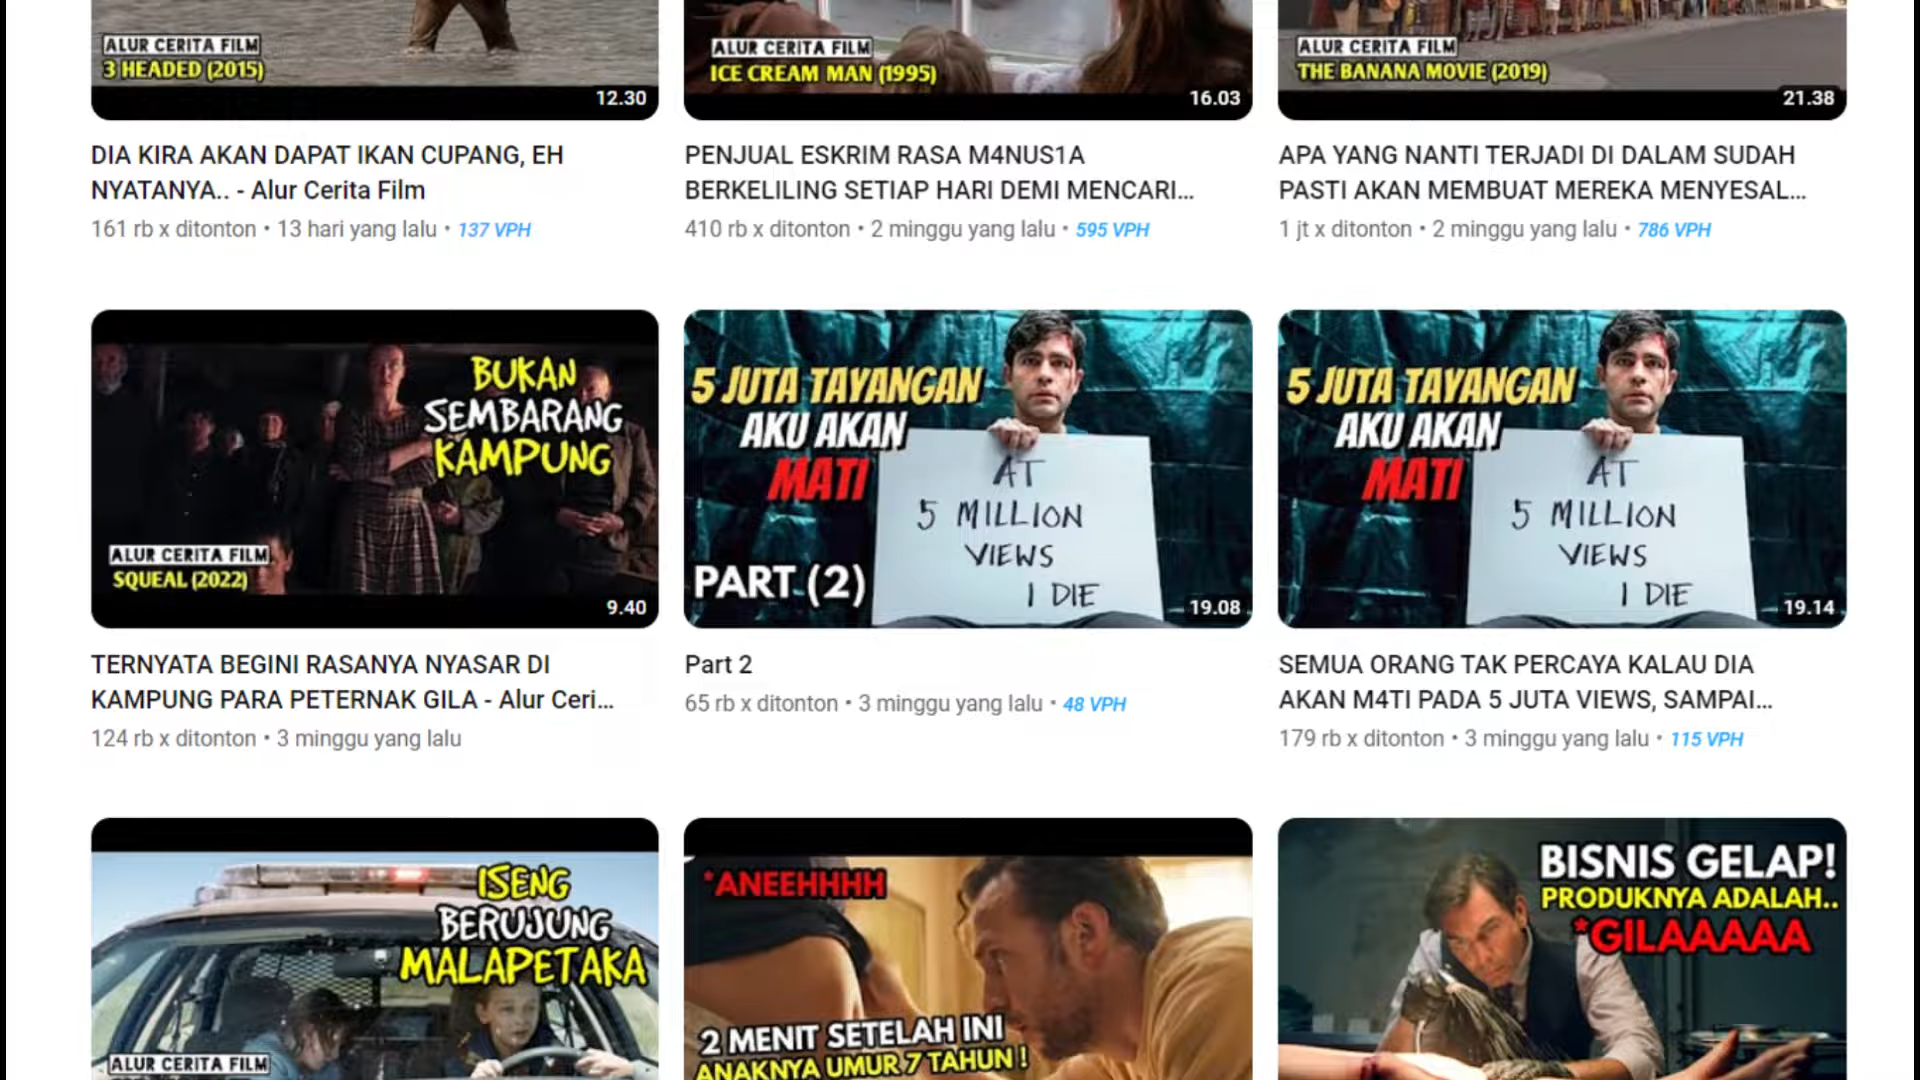 ALUR CERITA FILM
3 HEADED (2015)
12.30
ALUR CERITA FILM
ICE CREAM MAN (1995)
16.03
ALUR CERITA FILM
THE BANANA MOVIE (2019)
21.38
DIA KIRA AKAN DAPAT IKAN CUPANG, EH
NYATANYA.. - Alur Cerita Film
161 rb x ditonton • 13 hari yang lalu • 137 VPH
PENJUAL ESKRIM RASA M4NUS1A
BERKELILING SETIAP HARI DEMI MENCARI...
410 rb x ditonton • 2 minggu yang lalu • 595 VPH
APA YANG NANTI TERJADI DI DALAM SUDAH
PASTI AKAN MEMBUAT MEREKA MENYESAL...
1 jt x ditonton • 2 minggu yang lalu • 786 VPH
BUKAN
SEMBARANG
KAMPUNG
ALUR CERITA FILM
SQUEAL (2022)
9.40
5 JUTA TAYANGAN
AKU AKAN
MATI
AT
5 MILLION
VIEWS
I DIE
PART (2)
19.08
5 JUTA TAYANGAN
AKU AKAN
MATI
AT
5 MILLION
VIEWS
I DIE
19.14
TERNYATA BEGINI RASANYA NYASAR DI
KAMPUNG PARA PETERNAK GILA - Alur Ceri...
124 rb x ditonton • 3 minggu yang lalu
Part 2
65 rb x ditonton • 3 minggu yang lalu • 48 VPH
SEMUA ORANG TAK PERCAYA KALAU DIA
AKAN M4TI PADA 5 JUTA VIEWS, SAMPAI...
179 rb x ditonton • 3 minggu yang lalu • 115 VPH
ISENG
BERUJUNG
MALAPETAKA
ALUR CERITA FILM
*ANEEHHHH
2 MENIT SETELAH INI
ANAKNYA UMUR 7 TAHUN !
BISNIS GELAP!
PRODUKNYA ADALAH..
*GILAAAAA